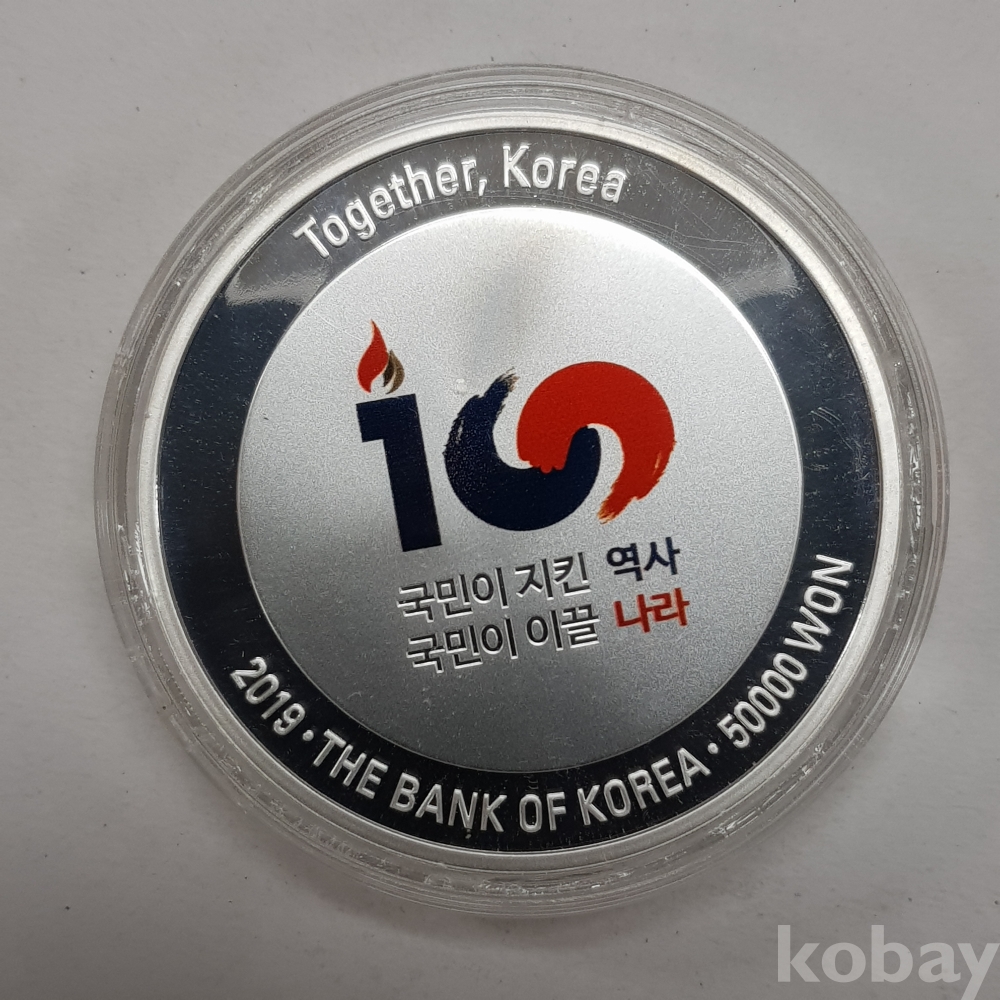 Together, Korea
100
국민이 지킨 역사
국민이 이끌 나라
2019 · THE BANK OF KOREA · 50000 WON
kobay